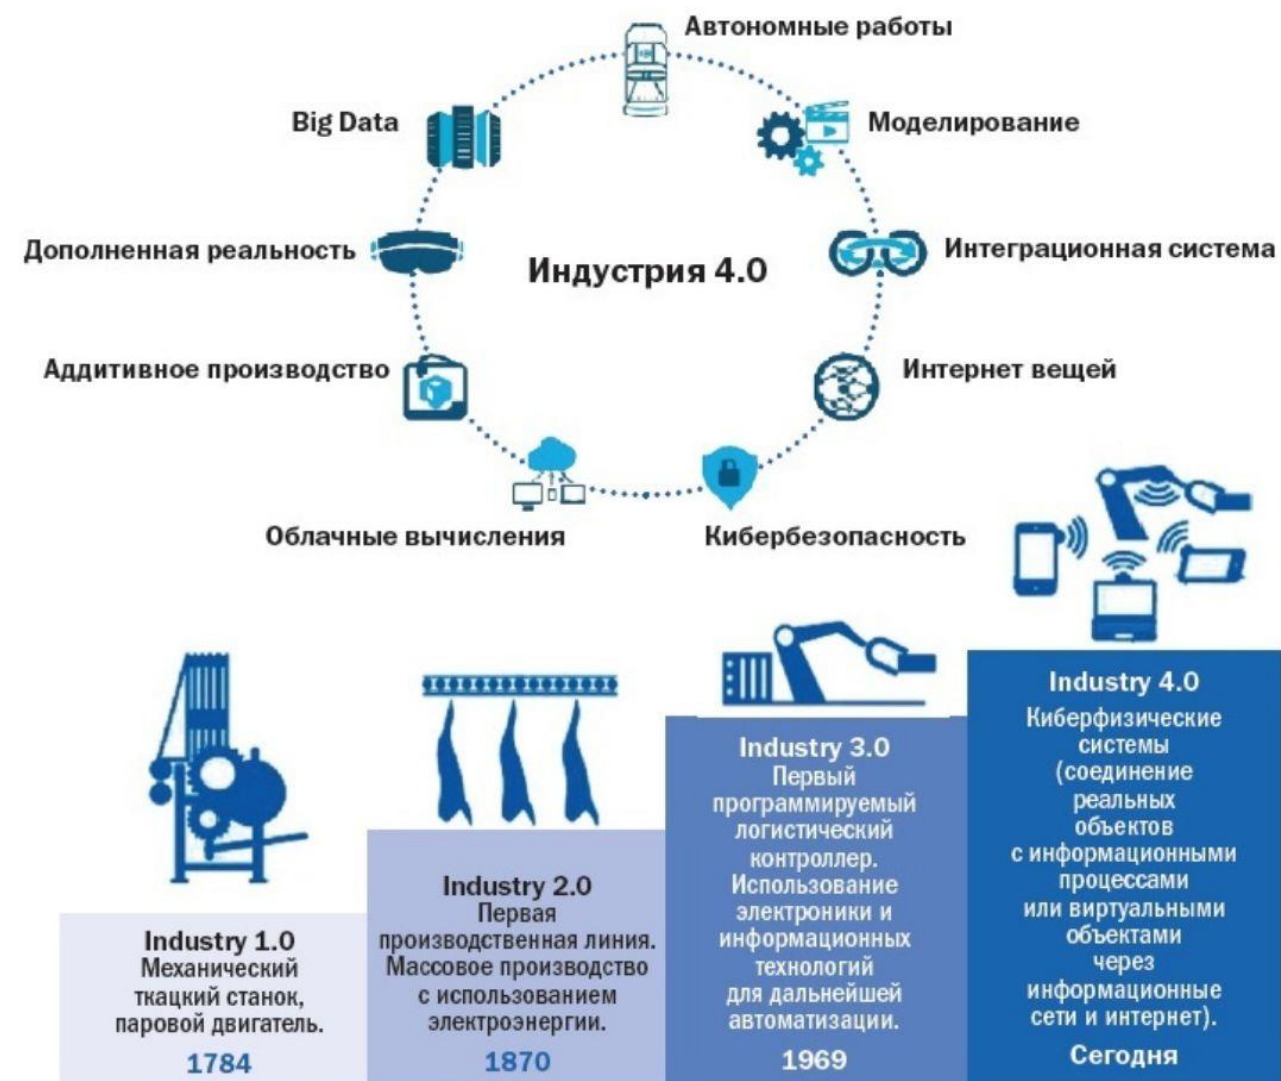 Автономные работы
Big Data
Моделирование
Дополненная реальность
Интеграционная система
Индустрия 4.0
Аддитивное производство
Интернет вещей
Облачные вычисления
Кибербезопасность
Industry 1.0
Механический
ткацкий станок,
паровой двигатель.
1784
Industry 2.0
Первая
производственная линия.
Массовое производство
с использованием
электроэнергии.
1870
Industry 3.0
Первый
программируемый
логистический
контроллер.
Использование
электроники и
информационных
технологий
для дальнейшей
автоматизации.
1969
Industry 4.0
Киберфизические
системы
(соединение
реальных
объектов
с информационными
процессами
или виртуальными
объектами
через
информационные
сети и интернет).
Сегодня